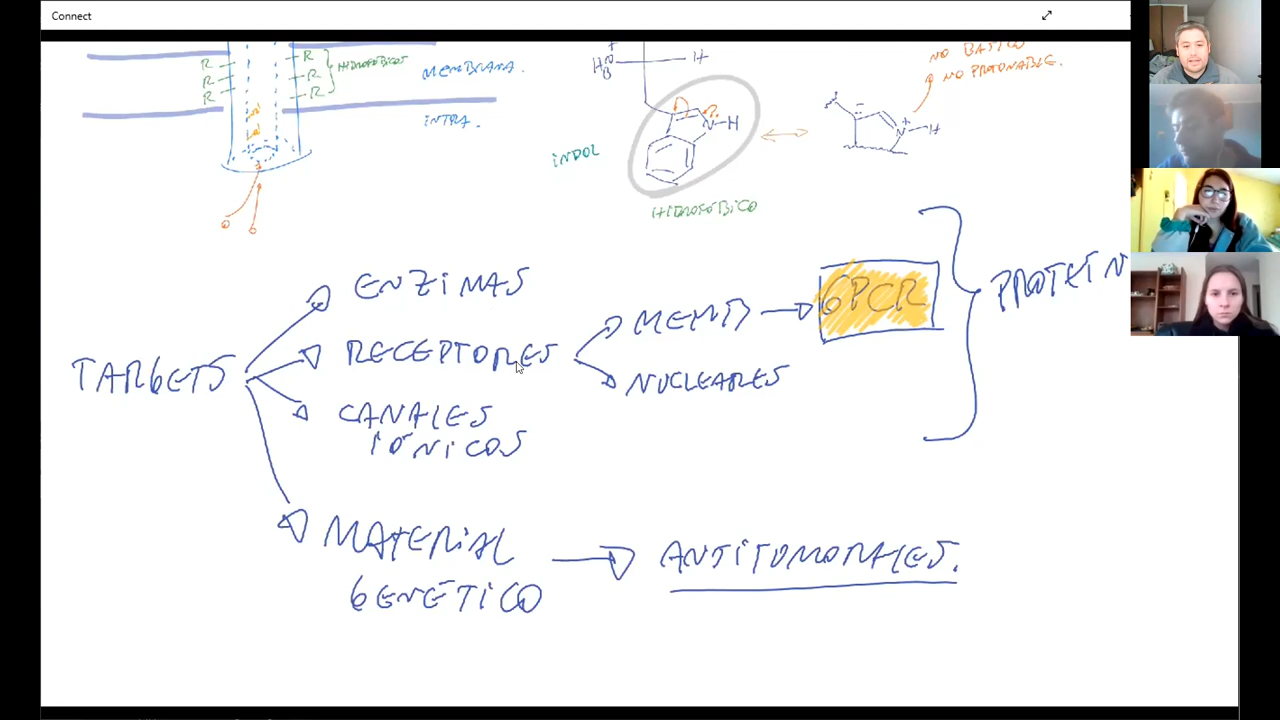 Connect
R
R
R
R
R
R
HIDROFÓBICOS
MEMBRANA.
INTRA.
H
N
H
INDOL
HIDROFÓBICO
N
H
NO BÁSICO
NO PROTONABLE.
TARGETS
ENZIMAS
RECEPTORES
MEMB
GPCR
NUCLEARES
PROTEÍN
CANALES
IÓNICOS
MATERIAL
GENÉTICO
ANTITUMORALES.